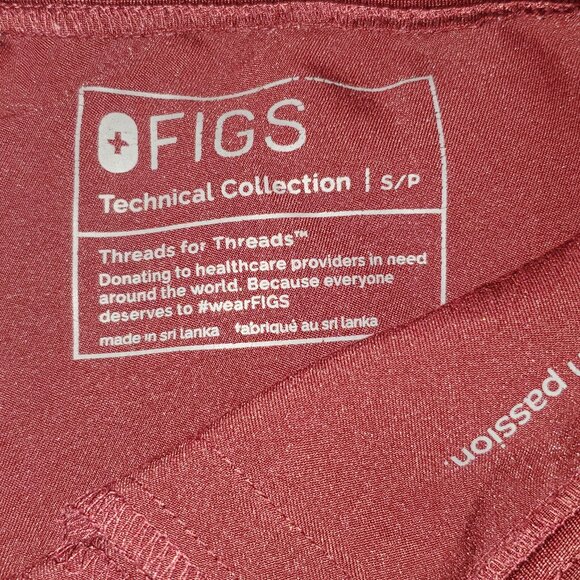 FIGS
Technical Collection | S/P
Threads for Threads™
Donating to healthcare providers in need
around the world. Because everyone
deserves to #wearFIGS
made in sri lanka fabriqué au sri lanka
passion.